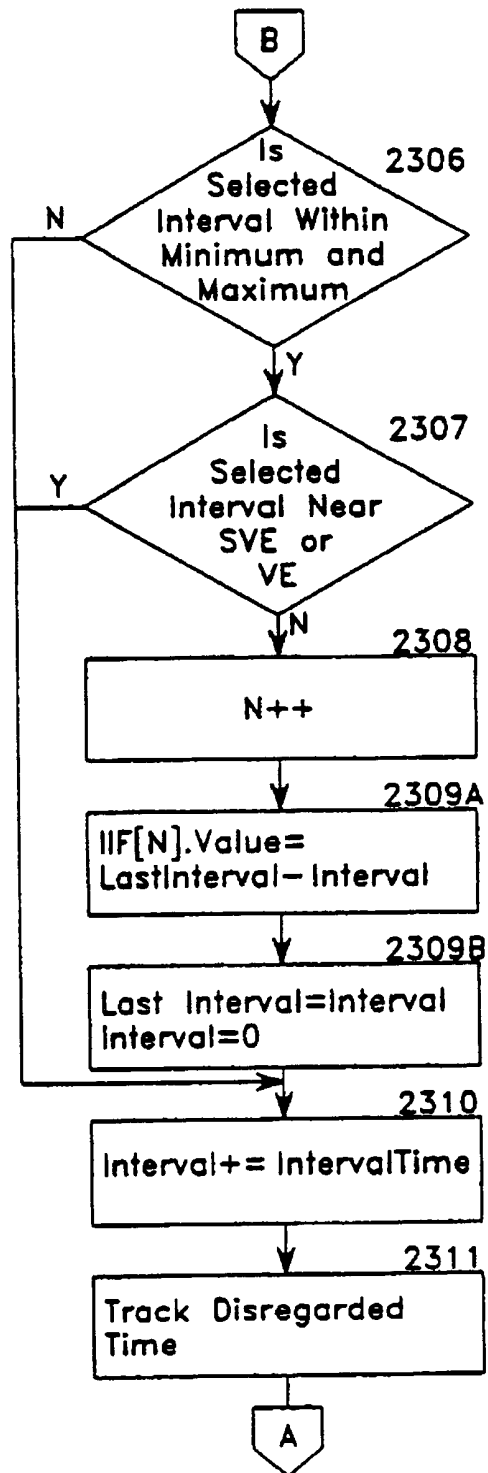 B
2306
Is
Selected
Interval Within
Minimum and
Maximum
N
Y
2307
Is
Selected
Interval Near
SVE or
VE
Y
N
2308
N++
2309A
IIF[N].Value=
LastInterval-Interval
2309B
Last Interval=Interval
Interval=0
2310
Interval+= IntervalTime
2311
Track Disregarded
Time
A